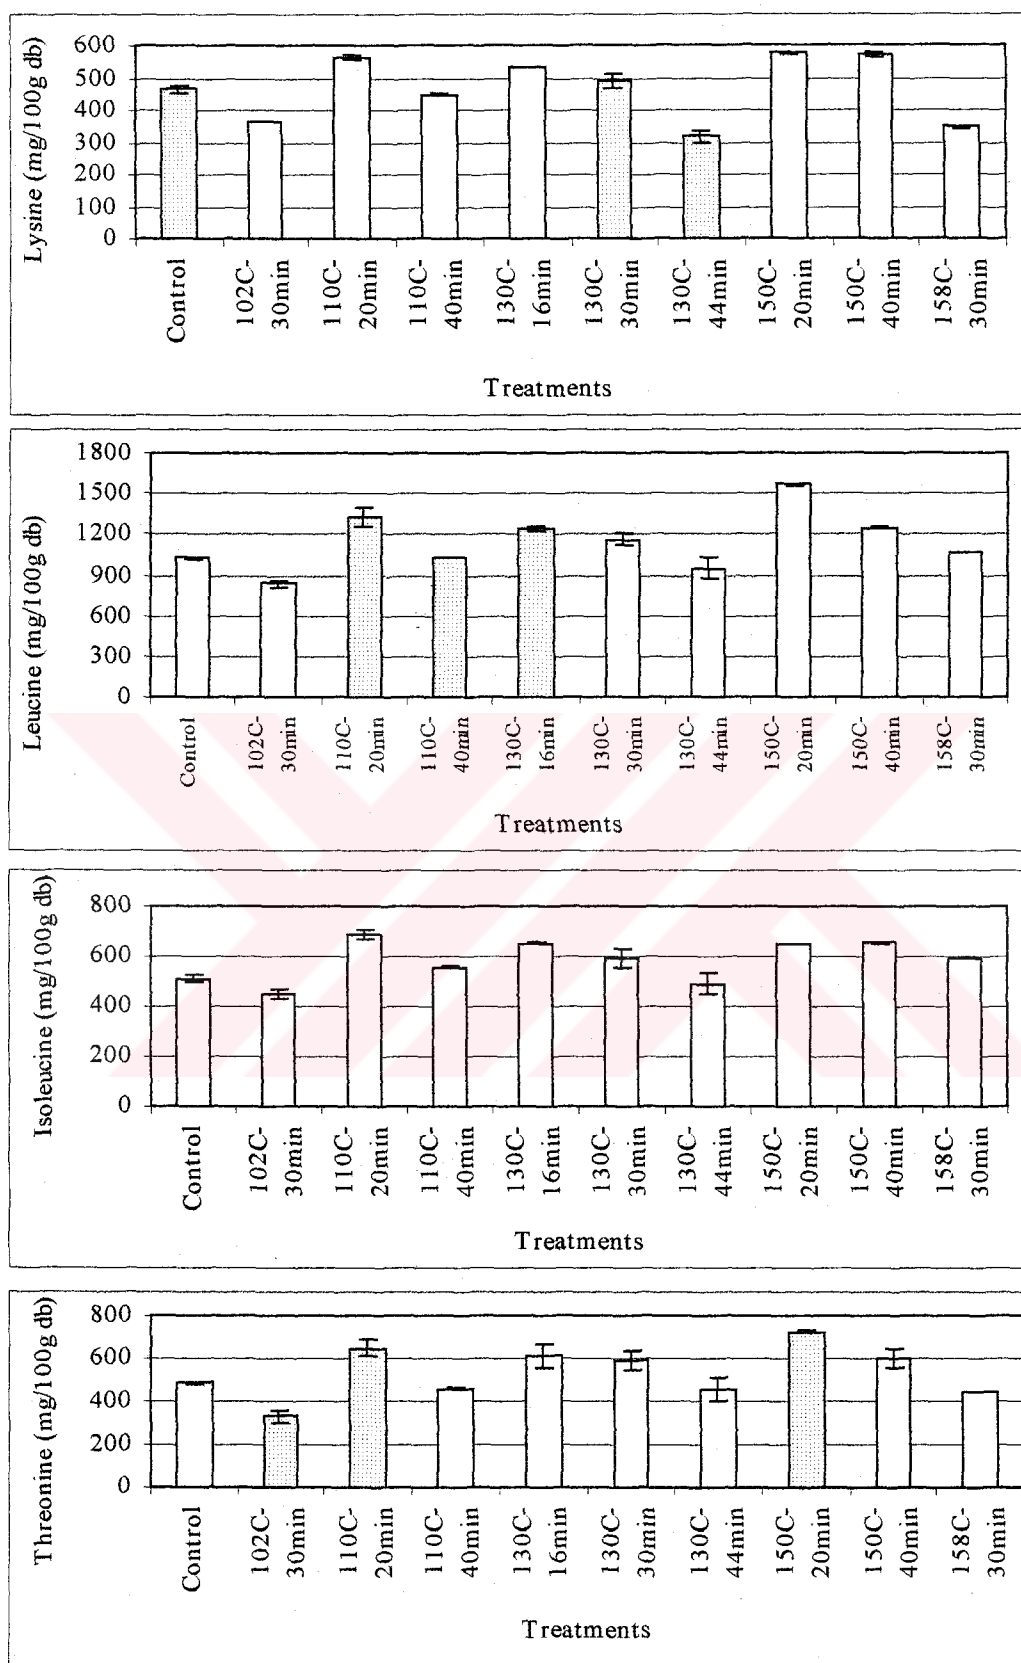 Lysine (mg/100g db)
600
500
400
300
200
100
0
Control
102C-
30min
110C-
20min
110C-
40min
130C-
16min
130C-
30min
130C-
44min
150C-
20min
150C-
40min
158C-
30min
Treatments
Leucine (mg/100g db)
1800
1500
1200
900
600
300
0
Control
102C-
30min
110C-
20min
110C-
40min
130C-
16min
130C-
30min
130C-
44min
150C-
20min
150C-
40min
158C-
30min
Treatments
Isoleucine (mg/100g db)
800
600
400
200
0
Control
102C-
30min
110C-
20min
110C-
40min
130C-
16min
130C-
30min
130C-
44min
150C-
20min
150C-
40min
158C-
30min
Treatments
Threonine (mg/100g db)
800
600
400
200
0
Control
102C-
30min
110C-
20min
110C-
40min
130C-
16min
130C-
30min
130C-
44min
150C-
20min
150C-
40min
158C-
30min
Treatments